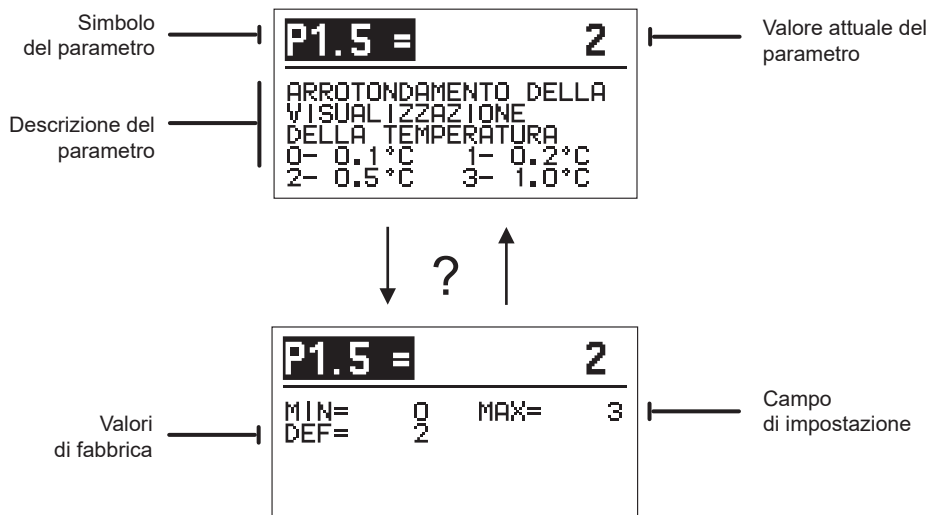 Simbolo
del parametro
P1.5 = 2
Valore attuale del
parametro
Descrizione del
parametro
ARROTONDAMENTO DELLA
VISUALIZZAZIONE
DELLA TEMPERATURA
0- 0.1°C 1- 0.2°C
2- 0.5°C 3- 1.0°C
?
P1.5 = 2
Valori
di fabbrica
MIN= 0 MAX= 3
DEF= 2
Campo
di impostazione